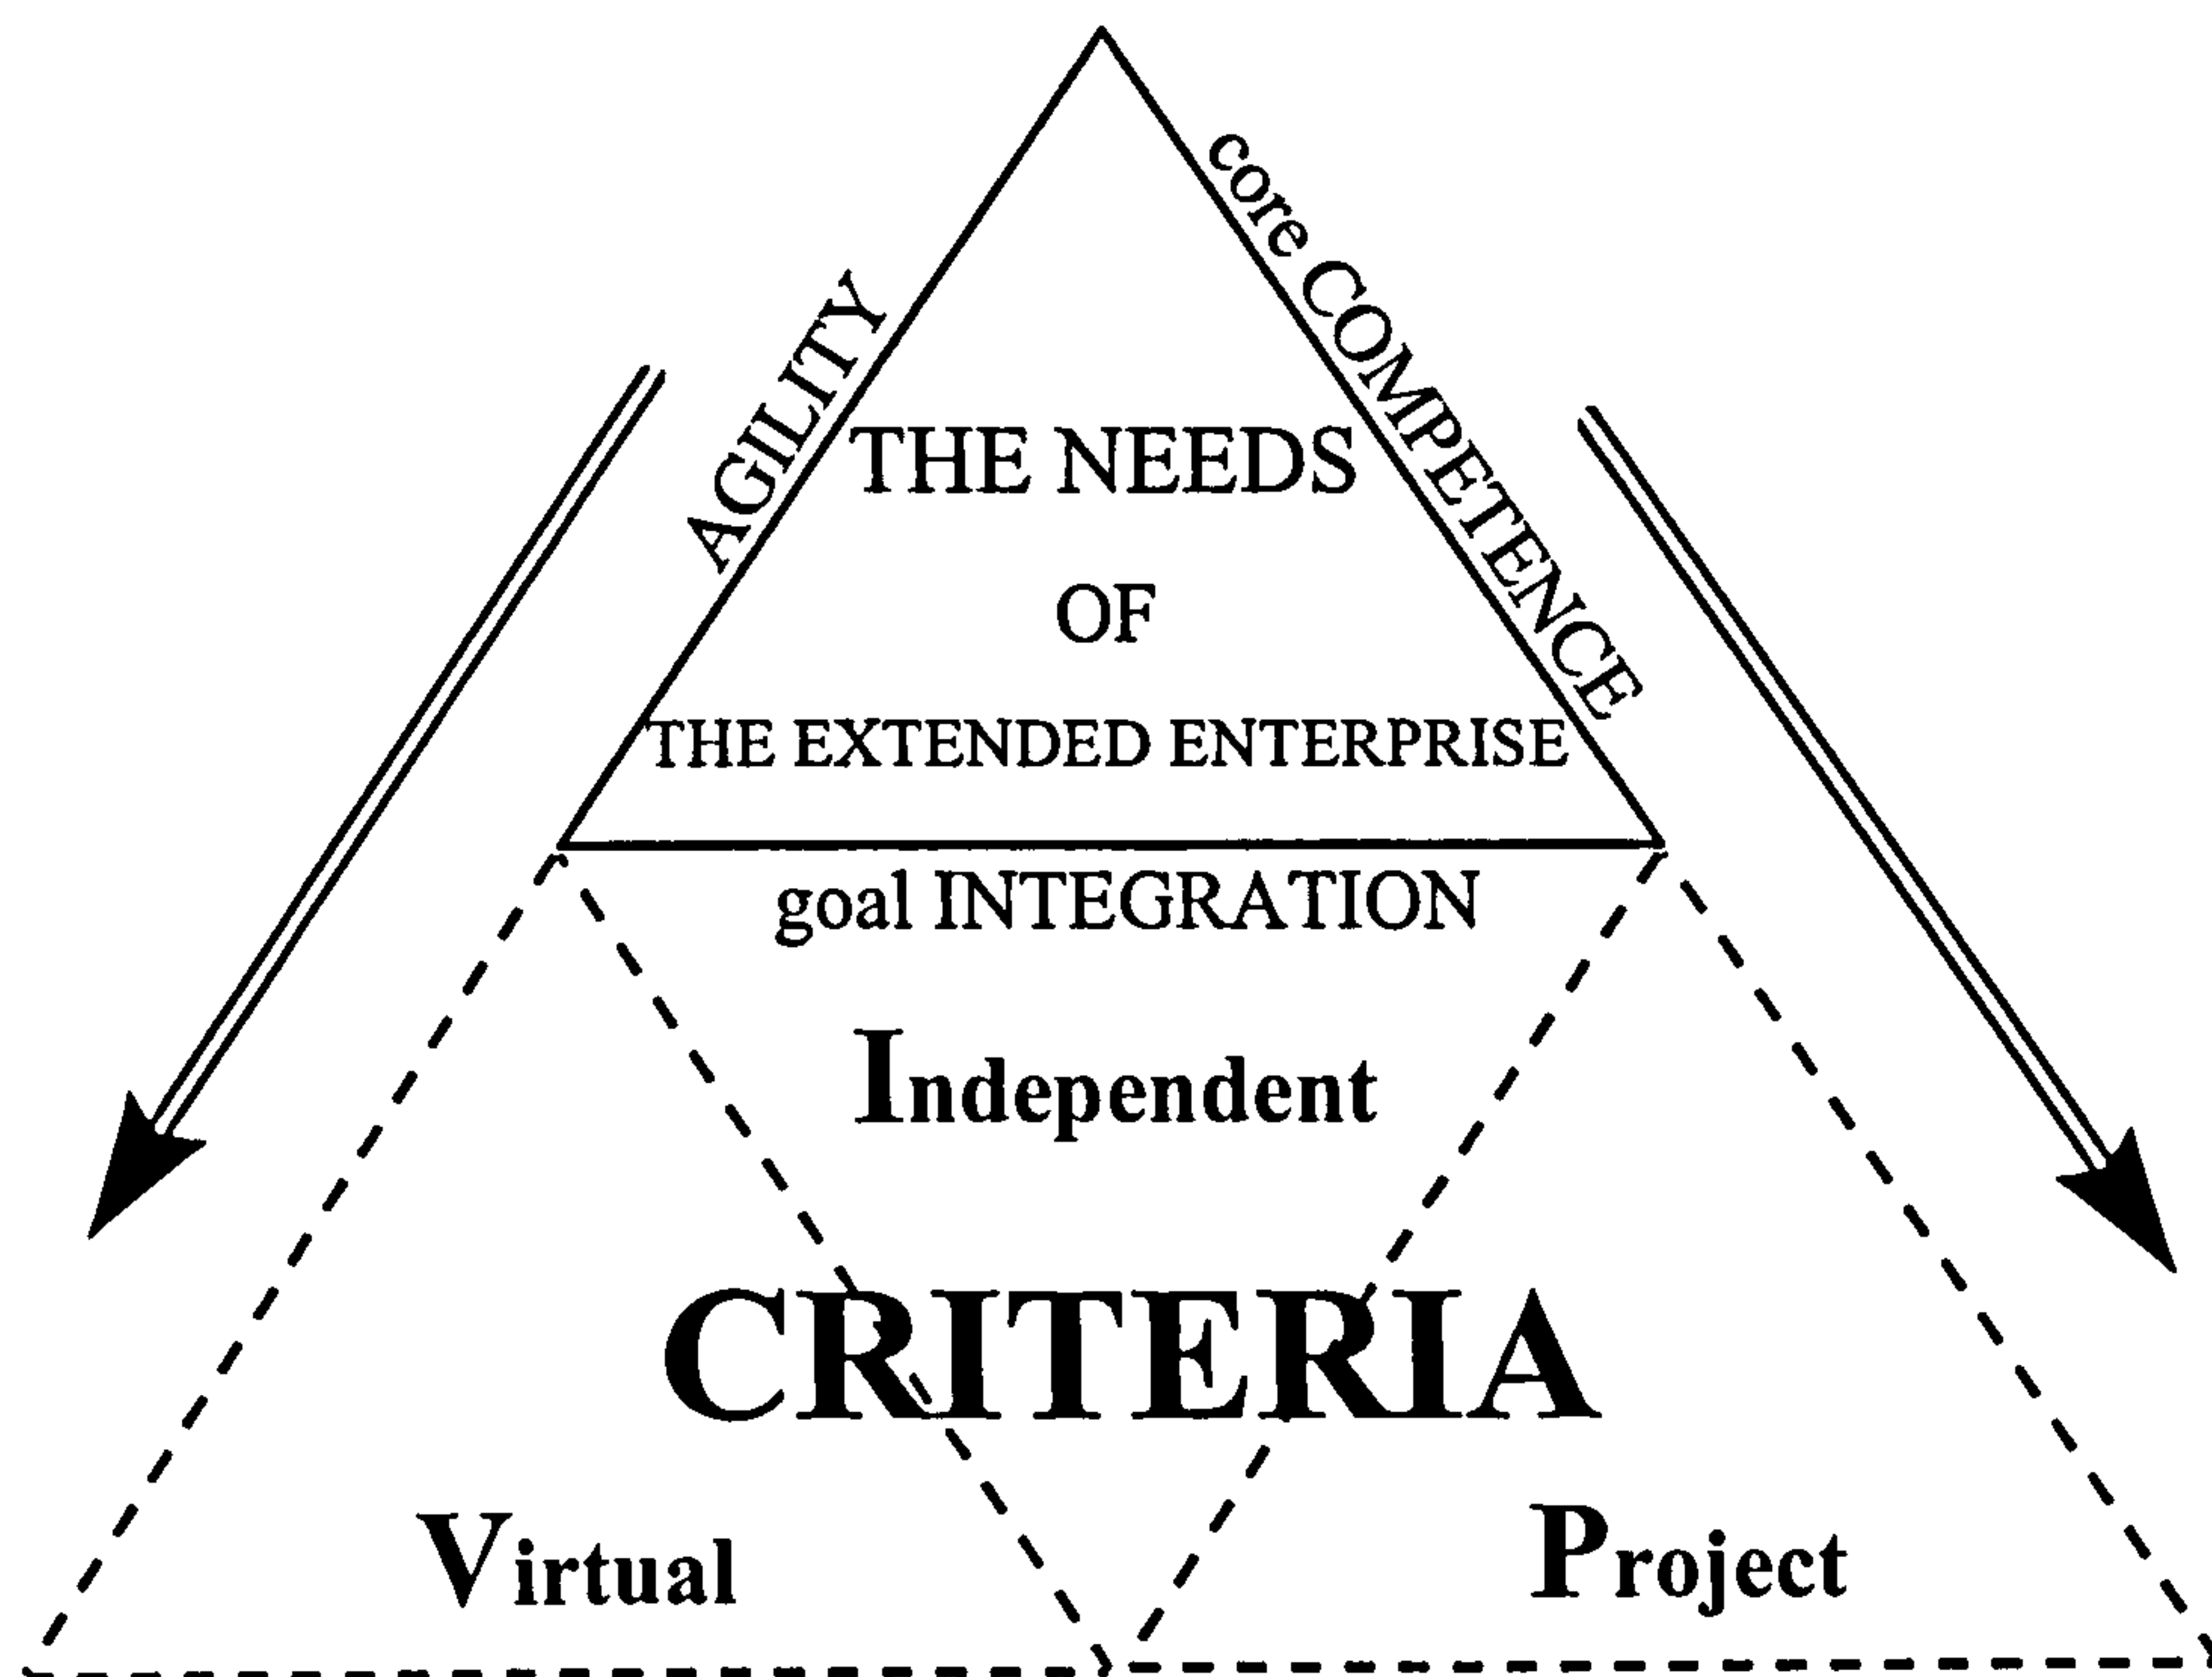 AGILITY
core COMPETENCE
THE NEEDS
OF
THE EXTENDED ENTERPRISE
goal INTEGRATION
Independent
CRITERIA
Virtual
Project